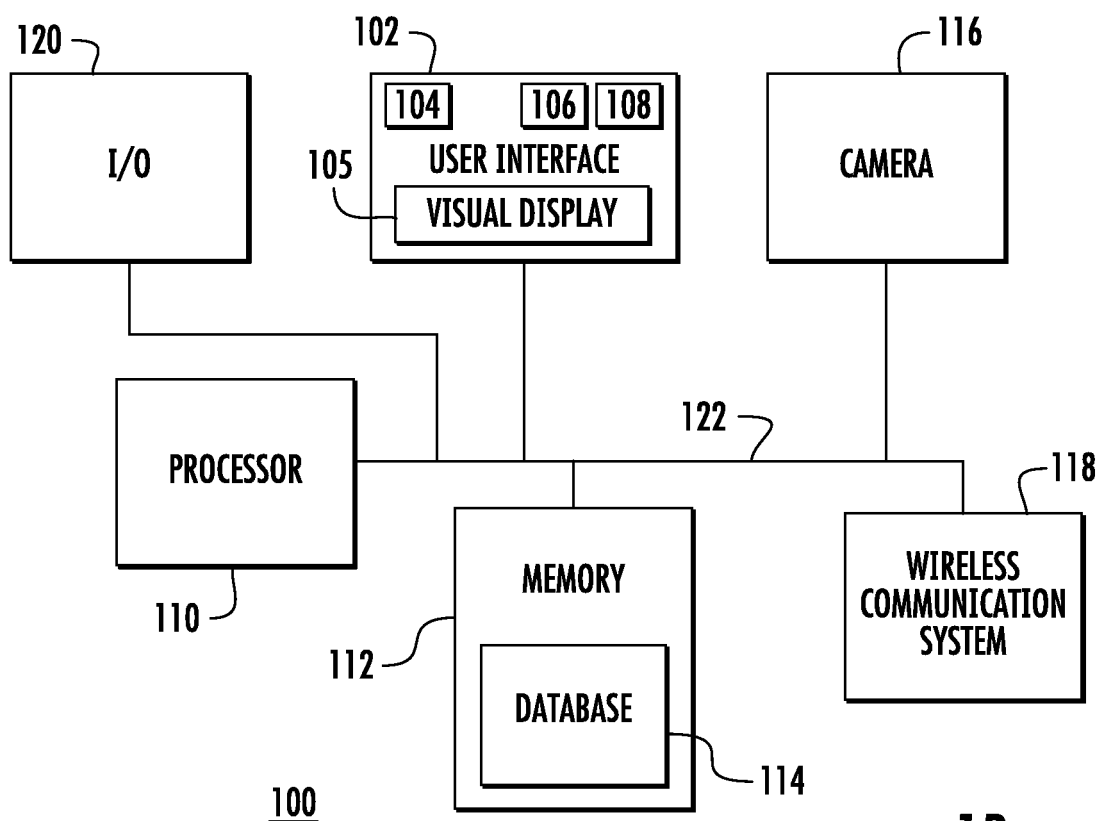 120
102
116
104
106
108
I/O
USER INTERFACE
CAMERA
105
VISUAL DISPLAY
122
PROCESSOR
118
MEMORY
WIRELESS
COMMUNICATION
SYSTEM
110
112
DATABASE
114
100